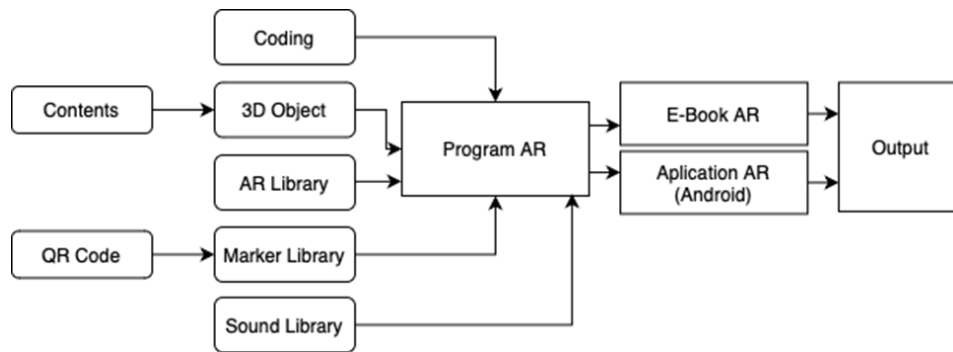 Coding
Contents
3D Object
AR Library
QR Code
Marker Library
Sound Library
Program AR
E-Book AR
Aplication AR
(Android)
Output